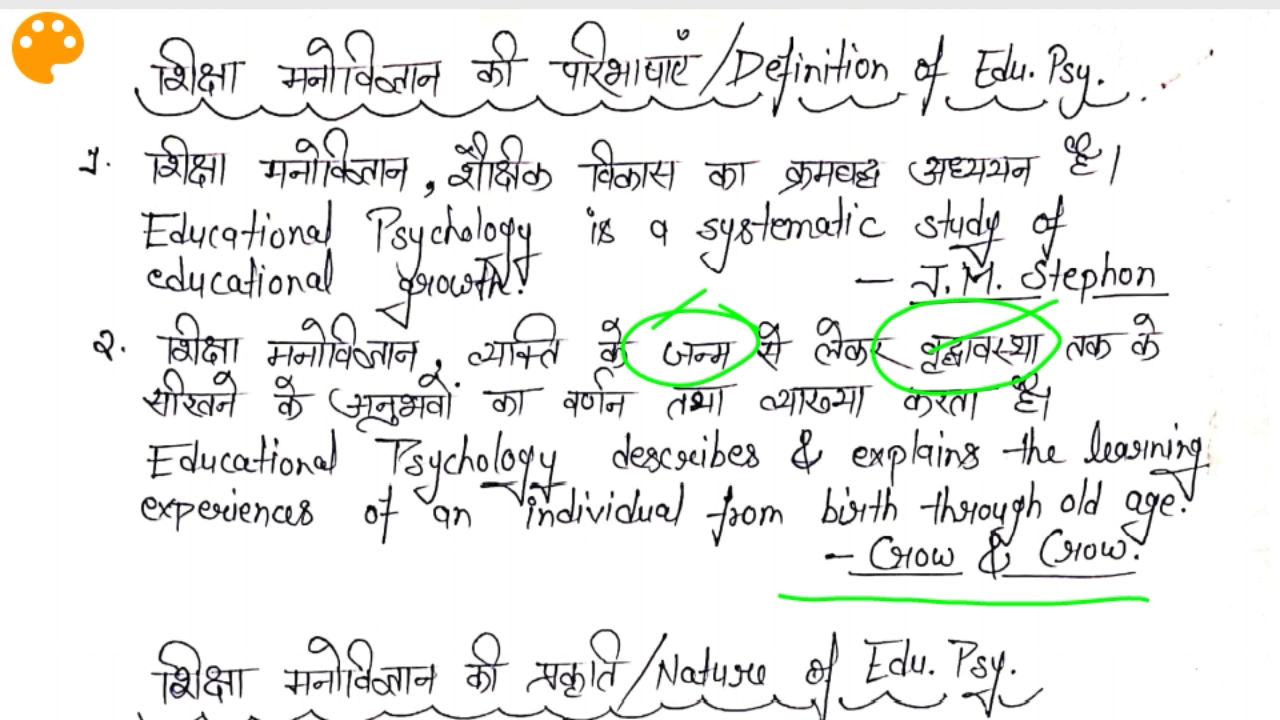 शिक्षा मनोविज्ञान की परिभाषाएं / Definition of Edu. Psy.
1. शिक्षा मनोविज्ञान, शैक्षिक विकास का क्रमबद्ध अध्ययन है।
Educational Psychology is a systematic study of
educational growth.
– J.M. Stephon
२. शिक्षा मनोविज्ञान, व्यक्ति के जन्म से लेकर वृद्धावस्था तक के
सीखने के अनुभवों का वर्णन तथा व्याख्या करता है।
Educational Psychology describes & explains the learning
experiences of an individual from birth through old age.
– Crow & Crow.
शिक्षा मनोविज्ञान की प्रकृति / Nature of Edu. Psy.